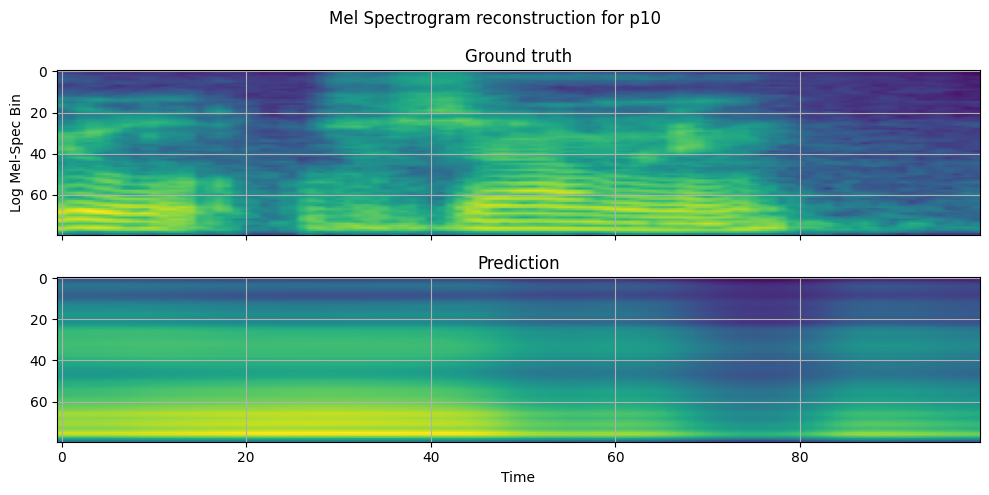 Mel Spectrogram reconstruction for p10
Ground truth
0
20
40
60
Log Mel-Spec Bin
Prediction
0
20
40
60
0 20 40 60 80
Time